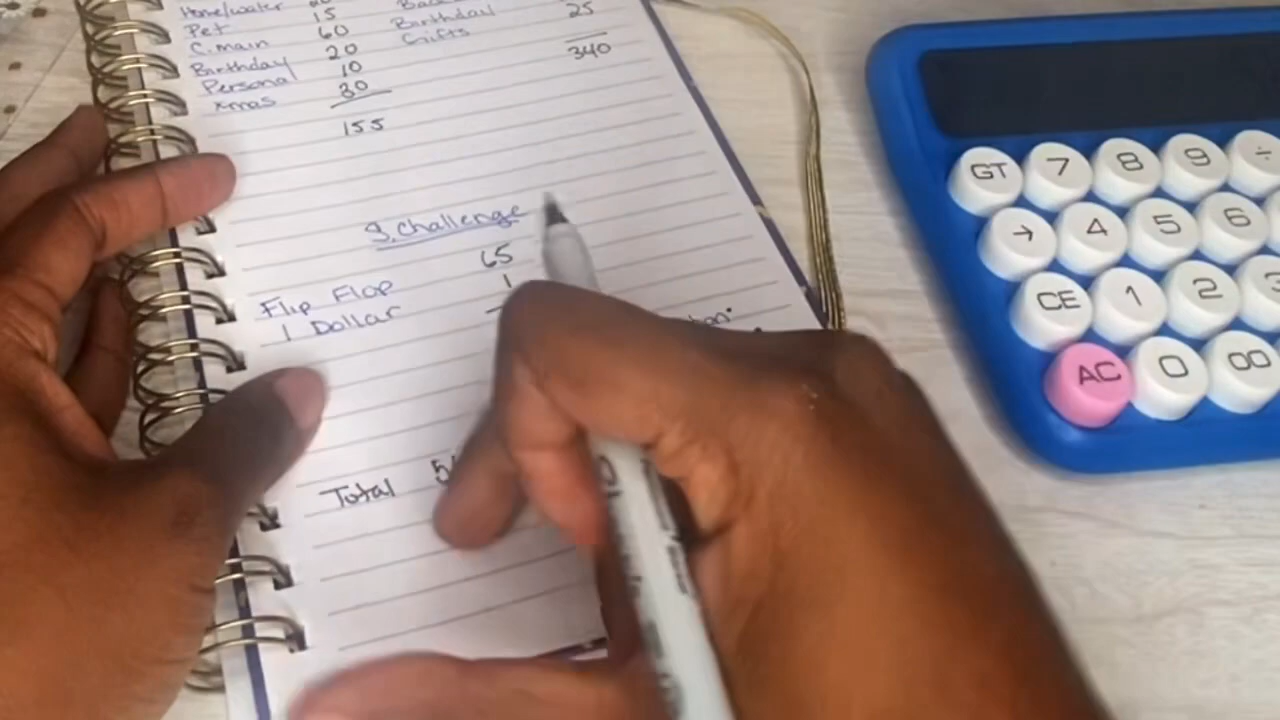 Home/water
Pet 15
C. main 60
Birthday 20
Personal 10
xmas 30
155
Birthday 25
Gifts
340
S. Challenge
Flip Flop 65
1 Dollar 1
Total
GT 7 8 9 ÷
→ 4 5 6
CE 1 2 3
AC 0 00